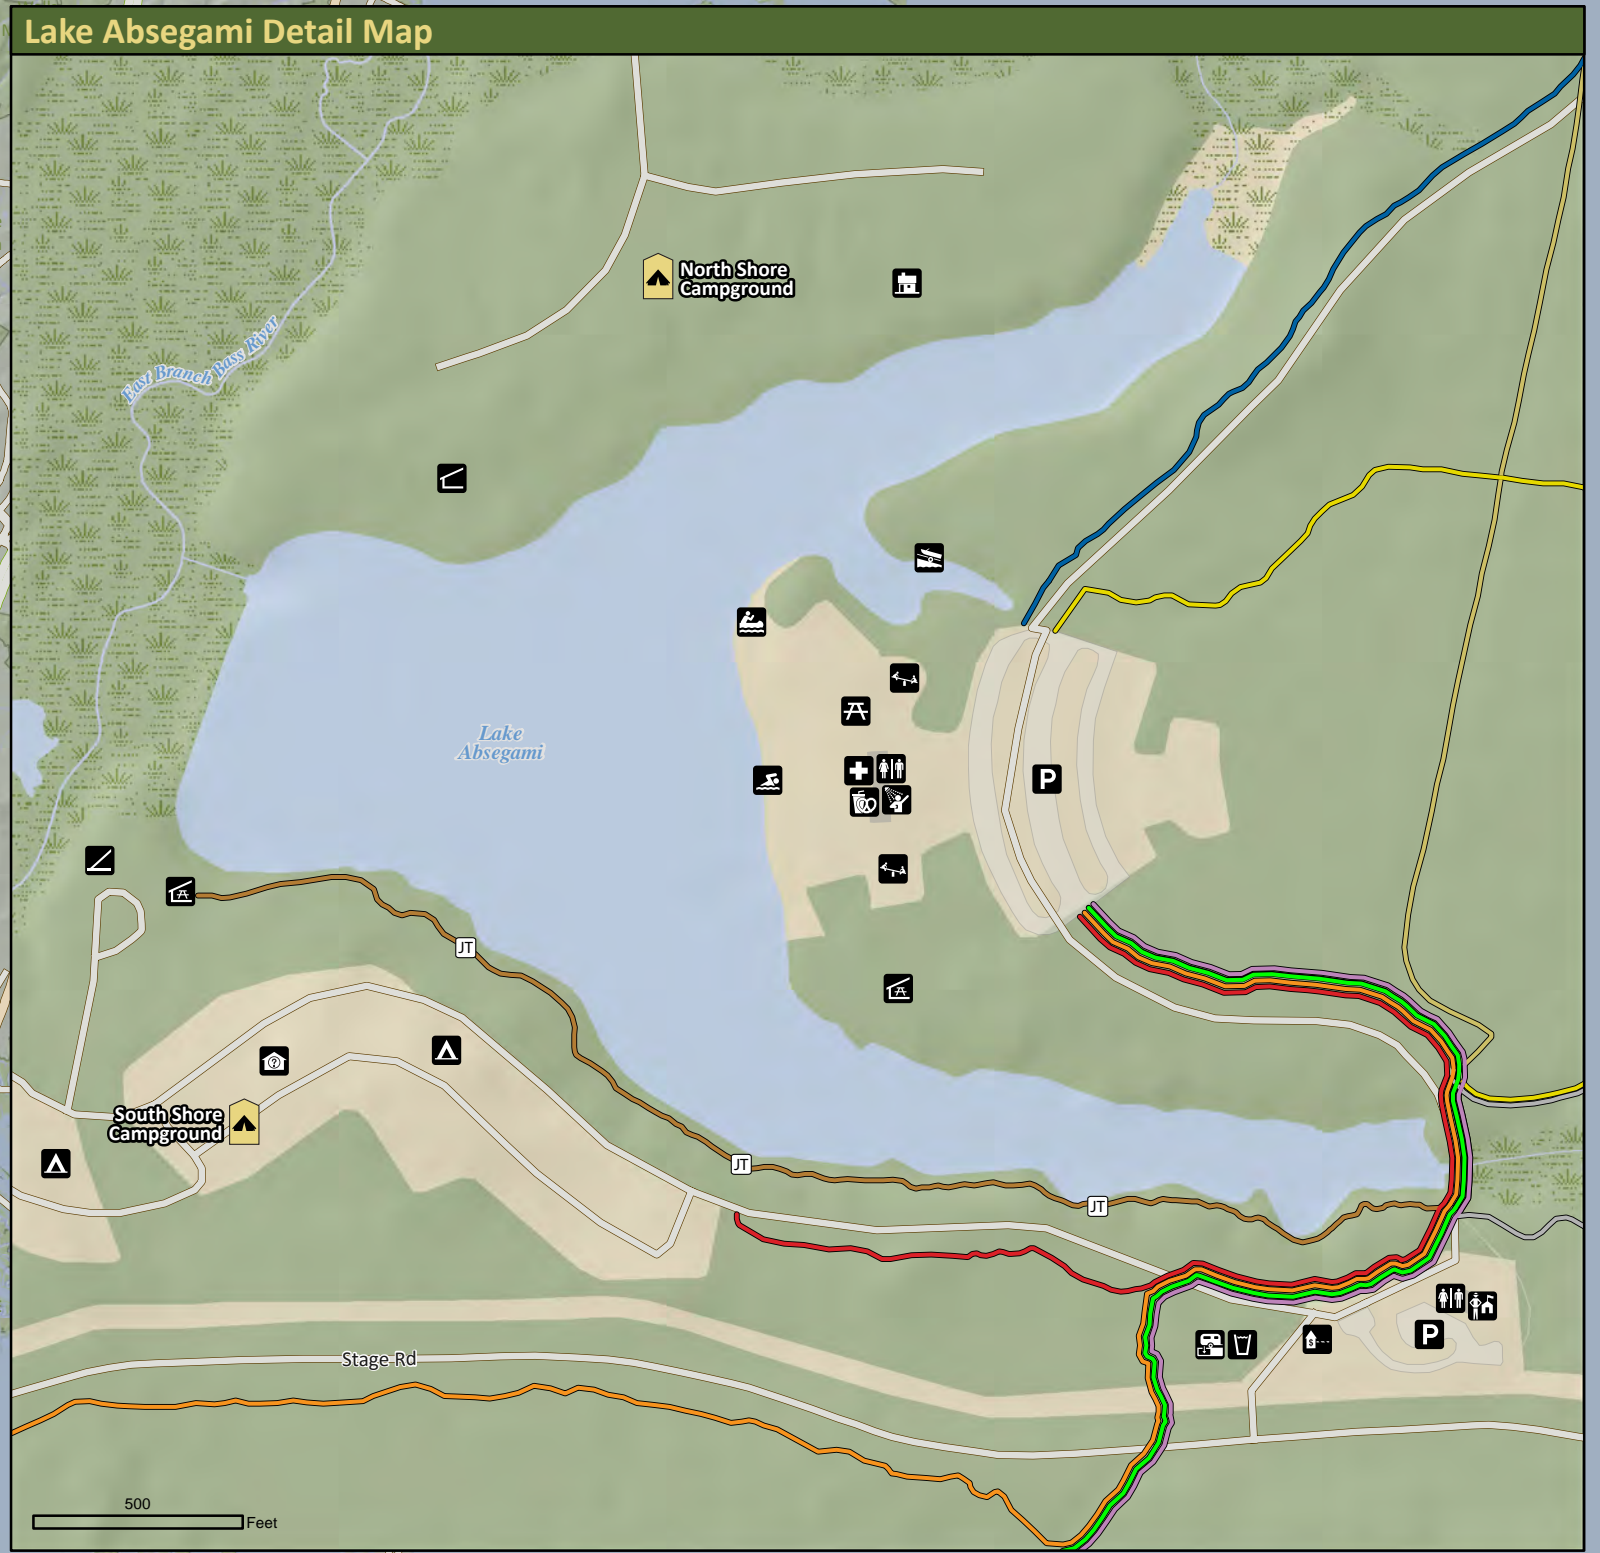 Lake Absegami Detail Map
North Shore
Campground
East Branch Bass River
Lake
Absegami
P
JT
South Shore
Campground
JT
JT
P
Stage Rd
500
Feet